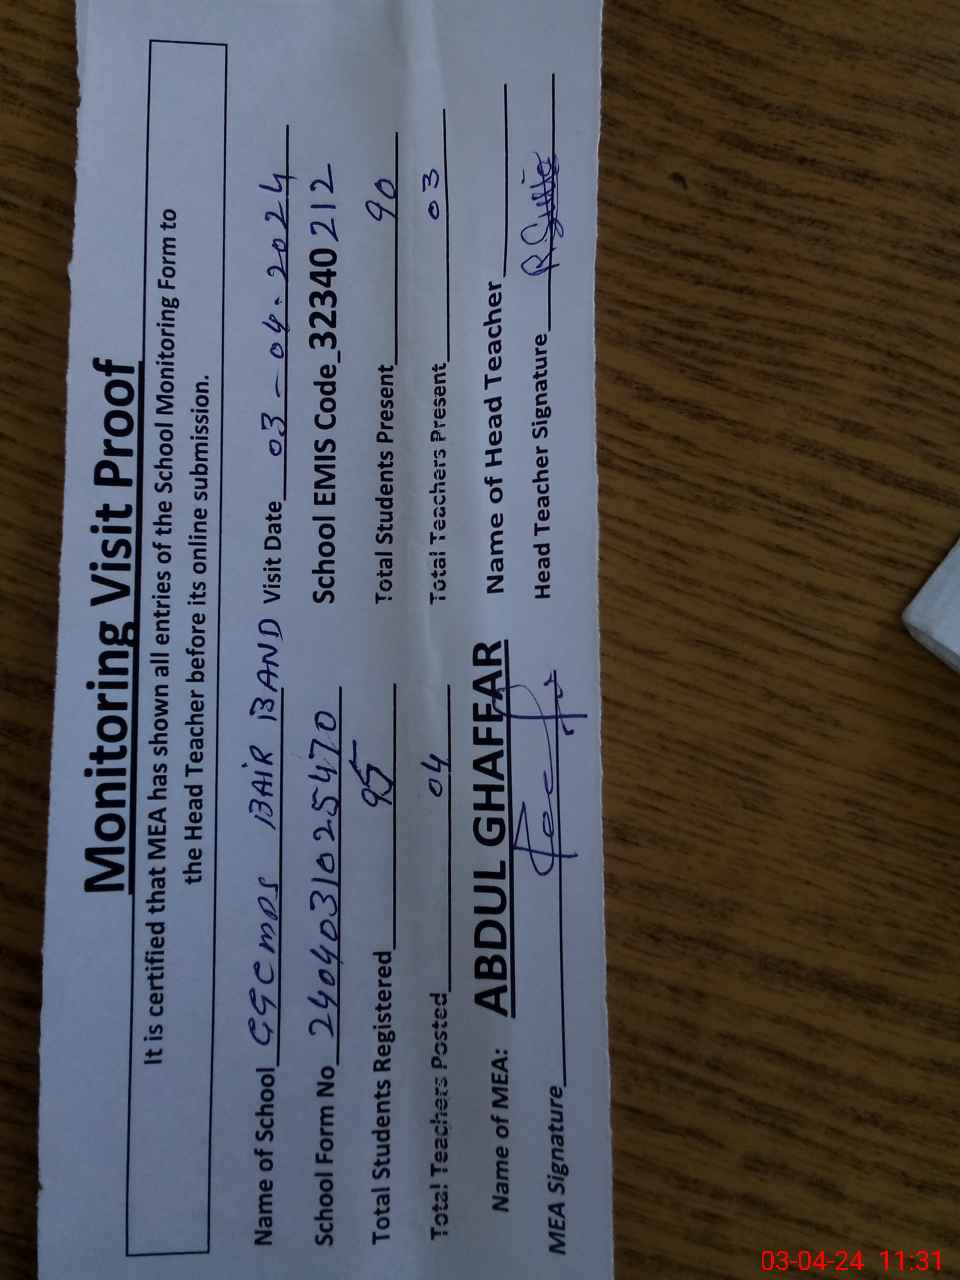 Monitoring Visit Proof
It is certified that MEA has shown all entries of the School Monitoring Form to
the Head Teacher before its online submission.
Name of School GGCMPS BAIR BAND Visit Date 03-04-2024
School Form No 2404031025470 School EMIS Code_32340212
Total Students Registered 95 Total Students Present 90
Total Teachers Posted 04 Total Teachers Present 03
Name of MEA: ABDUL GHAFFAR Name of Head Teacher
MEA Signature Head Teacher Signature
03-04-24 11:31